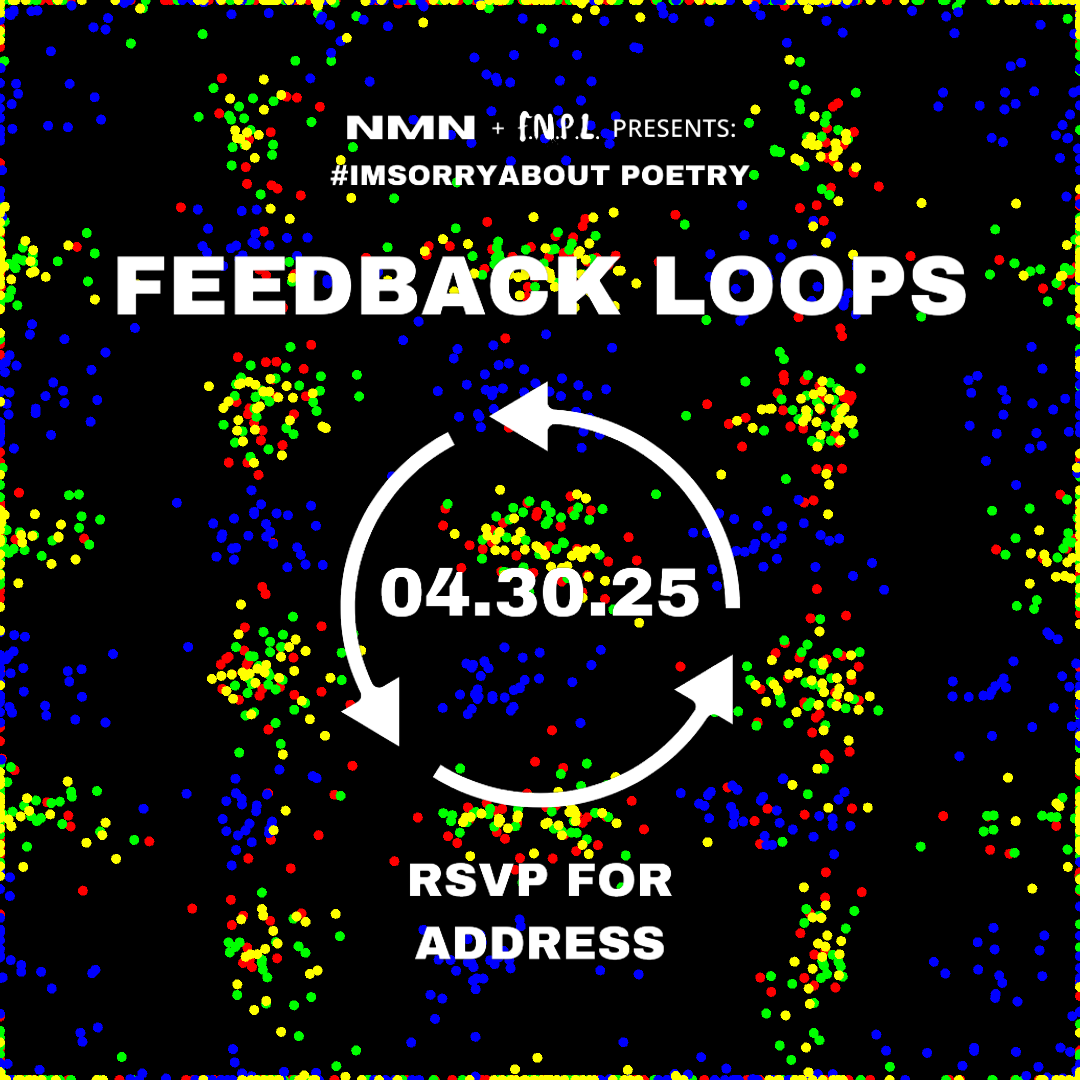 NMN + F.N.P.L. PRESENTS:
#IMSORRYABOUT POETRY
FEEDBACK LOOPS
04.30.25
RSVP FOR
ADDRESS